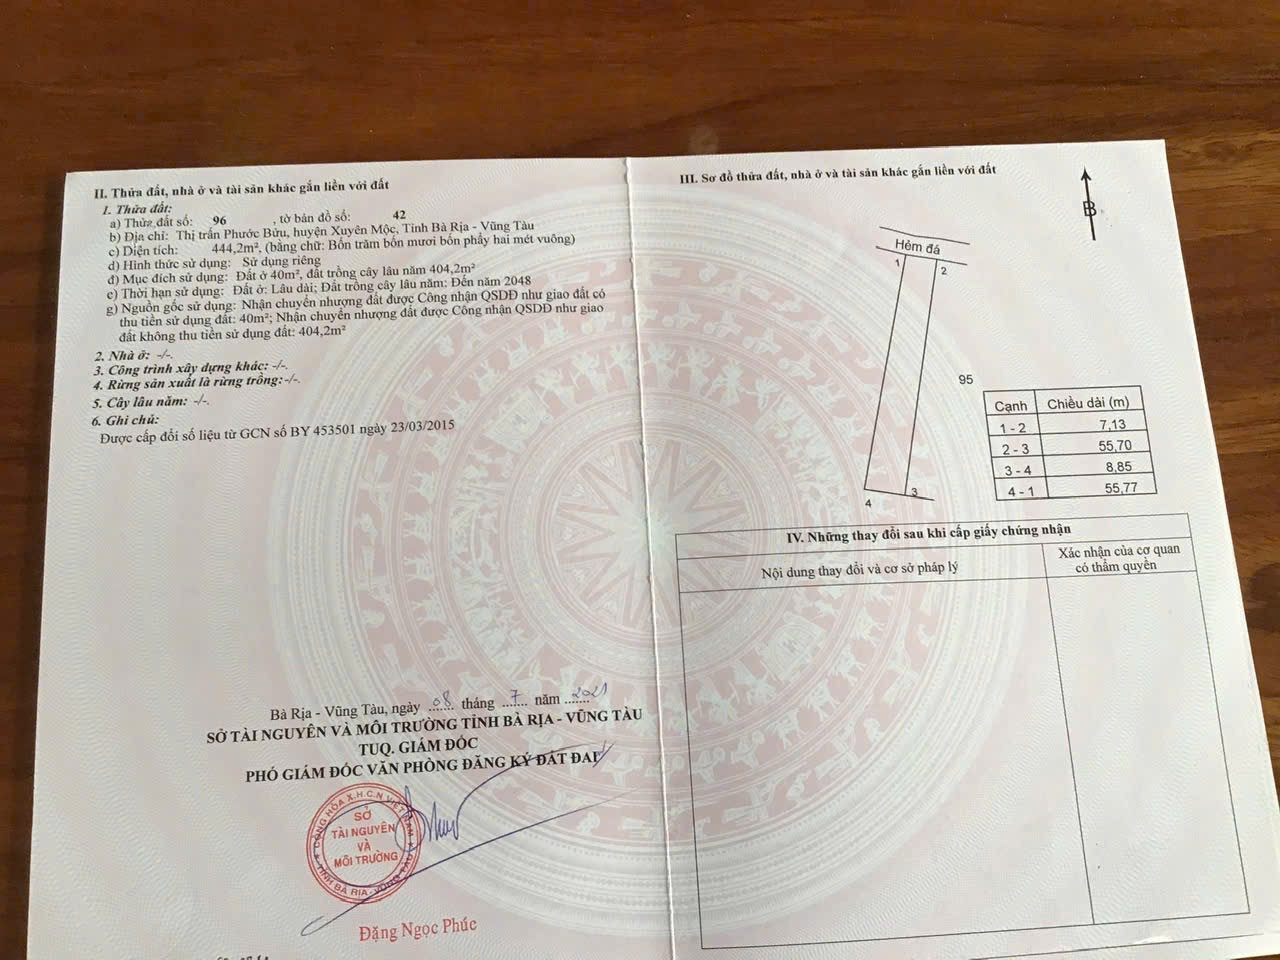 II. Thửa đất, nhà ở và tài sản khác gắn liền với đất
1. Thửa đất:
a) Thửa đất số: 96 , tờ bản đồ số: 42
b) Địa chỉ: Thị trấn Phước Bửu, huyện Xuyên Mộc, Tỉnh Bà Rịa - Vũng Tàu
c) Diện tích: 444,2m², (bằng chữ: Bốn trăm bốn mươi bốn phẩy hai mét vuông)
d) Hình thức sử dụng: Sử dụng riêng
đ) Mục đích sử dụng: Đất ở 40m², đất trồng cây lâu năm 404,2m²
e) Thời hạn sử dụng: Đất ở: Lâu dài; Đất trồng cây lâu năm: Đến năm 2048
g) Nguồn gốc sử dụng: Nhận chuyển nhượng đất được Công nhận QSDĐ như giao đất có
thu tiền sử dụng đất: 40m²; Nhận chuyển nhượng đất được Công nhận QSDĐ như giao
đất không thu tiền sử dụng đất: 404,2m²
2. Nhà ở: -/-.
3. Công trình xây dựng khác: -/-.
4. Rừng sản xuất là rừng trồng:-/-.
5. Cây lâu năm: -/-.
6. Ghi chú:
Được cấp đổi số liệu từ GCN số BY 453501 ngày 23/03/2015
Bà Rịa - Vũng Tàu, ngày 08 tháng 7 năm 2021
SỞ TÀI NGUYÊN VÀ MÔI TRƯỜNG TỈNH BÀ RỊA - VŨNG TÀU
TUQ. GIÁM ĐỐC
PHÓ GIÁM ĐỐC VĂN PHÒNG ĐĂNG KÝ ĐẤT ĐAI
CỘNG HÒA X.H.C.N VIỆT NAM
SỞ
TÀI NGUYÊN
VÀ
MÔI TRƯỜNG
TỈNH BÀ RỊA - VŨNG TÀU
Đặng Ngọc Phúc
III. Sơ đồ thửa đất, nhà ở và tài sản khác gắn liền với đất
B
Hẻm đá
1
2
95
3
4
Cạnh Chiều dài (m)
1 - 2 7,13
2 - 3 55,70
3 - 4 8,85
4 - 1 55,77
IV. Những thay đổi sau khi cấp giấy chứng nhận
Nội dung thay đổi và cơ sở pháp lý
Xác nhận của cơ quan
có thẩm quyền